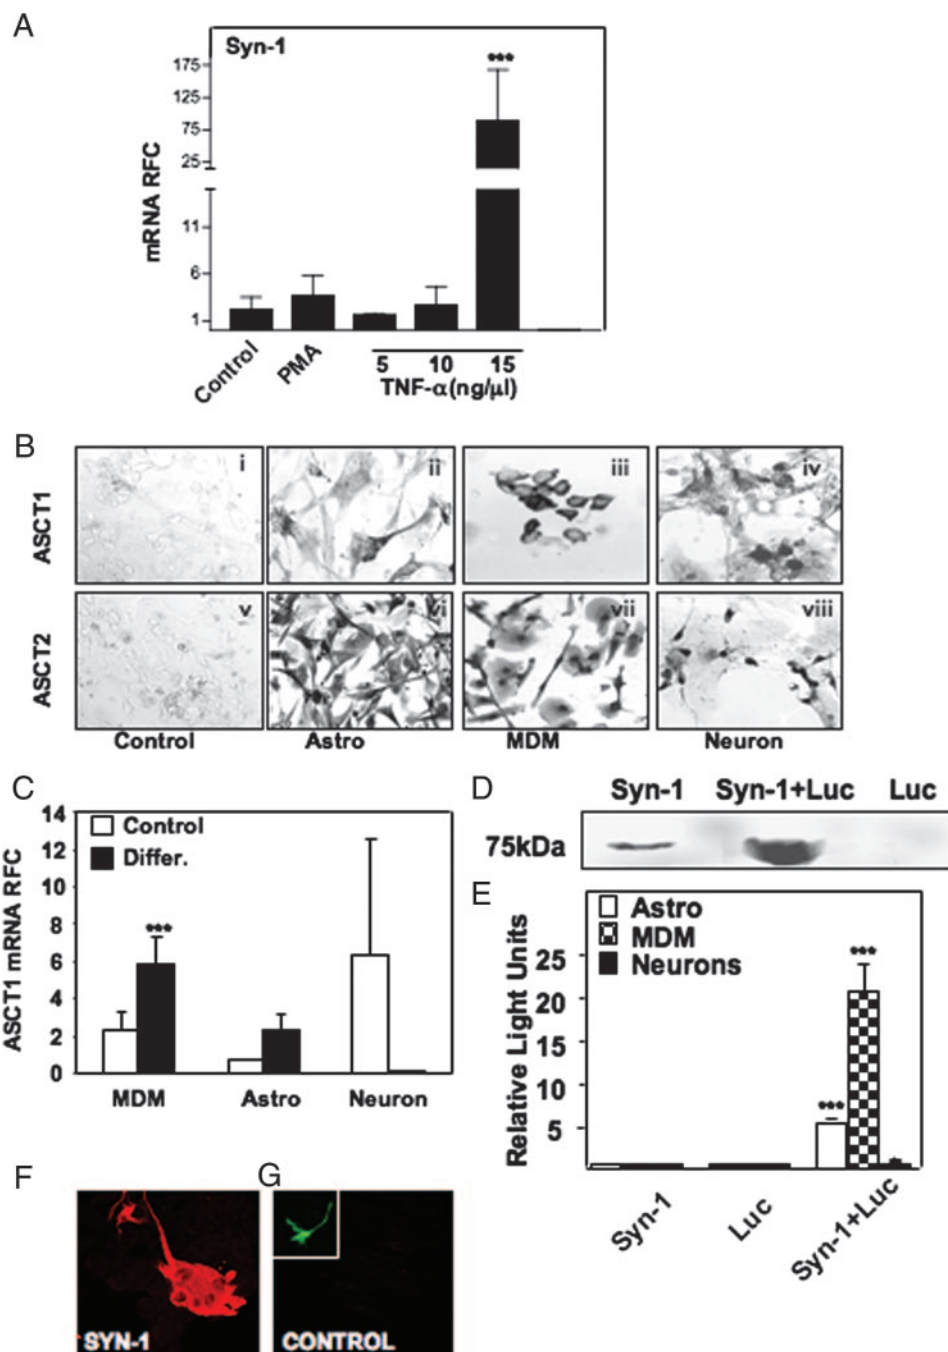 A
Syn-1
***
175
125
75
25
11
6
1
mRNA RFC
Control
PMA
5 10 15
TNF-α(ng/μl)
B
ASCT1
i
ii
iii
iv
ASCT2
v
vi
vii
viii
Control Astro MDM Neuron
C
14
12
10
8
6
4
2
0
ASCT1 mRNA RFC
Control
Differ.
***
MDM Astro Neuron
D
Syn-1 Syn-1+Luc Luc
75kDa
E
Astro
MDM
Neurons
Relative Light Units
25
20
15
10
5
***
***
*
Syn-1
Luc
Syn-1+Luc
F
SYN-1
G
CONTROL